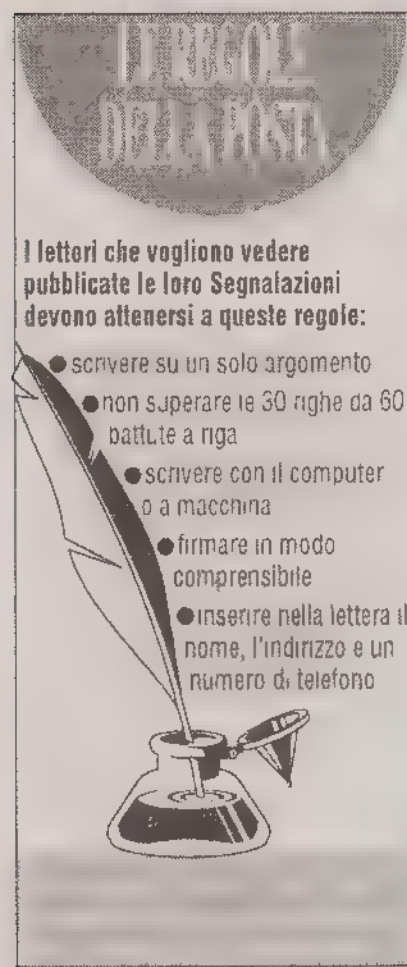 LE REGOLE
DELLA POSTA
I lettori che vogliono vedere
pubblicate le loro Segnalazioni
devono attenersi a queste regole:
● scrivere su un solo argomento
● non superare le 30 righe da 60
battute a riga
● scrivere con il computer
o a macchina
● firmare in modo
comprensibile
● inserire nella lettera il
nome, l'indirizzo e un
numero di telefono